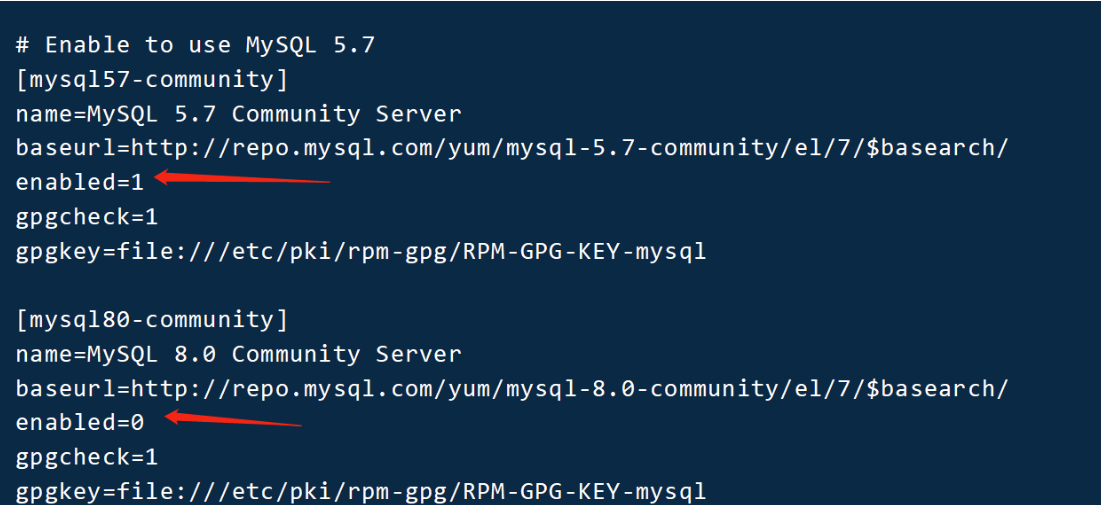 # Enable to use MySQL 5.7
[mysql57-community]
name=MySQL 5.7 Community Server
baseurl=http://repo.mysql.com/yum/mysql-5.7-community/el/7/$basearch/
enabled=1
gpgcheck=1
gpgkey=file:///etc/pki/rpm-gpg/RPM-GPG-KEY-mysql
[mysql80-community]
name=MySQL 8.0 Community Server
baseurl=http://repo.mysql.com/yum/mysql-8.0-community/el/7/$basearch/
enabled=0
gpgcheck=1
gpgkey=file:///etc/pki/rpm-gpg/RPM-GPG-KEY-mysql